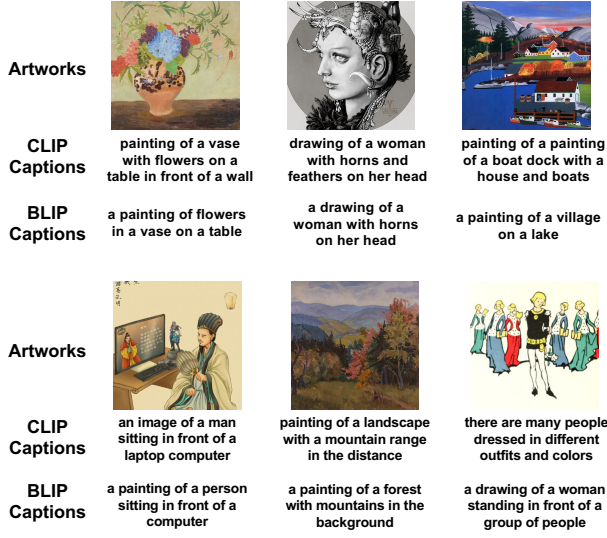 Artworks
CLIP
Captions
painting of a vase
with flowers on a
table in front of a wall
drawing of a woman
with horns and
feathers on her head
painting of a painting
of a boat dock with a
house and boats
BLIP
Captions
a painting of flowers
in a vase on a table
a drawing of a
woman with horns
on her head
a painting of a village
on a lake
Artworks
CLIP
Captions
an image of a man
sitting in front of a
laptop computer
painting of a landscape
with a mountain range
in the distance
there are many people
dressed in different
outfits and colors
BLIP
Captions
a painting of a person
sitting in front of a
computer
a painting of a forest
with mountains in the
background
a drawing of a woman
standing in front of a
group of people